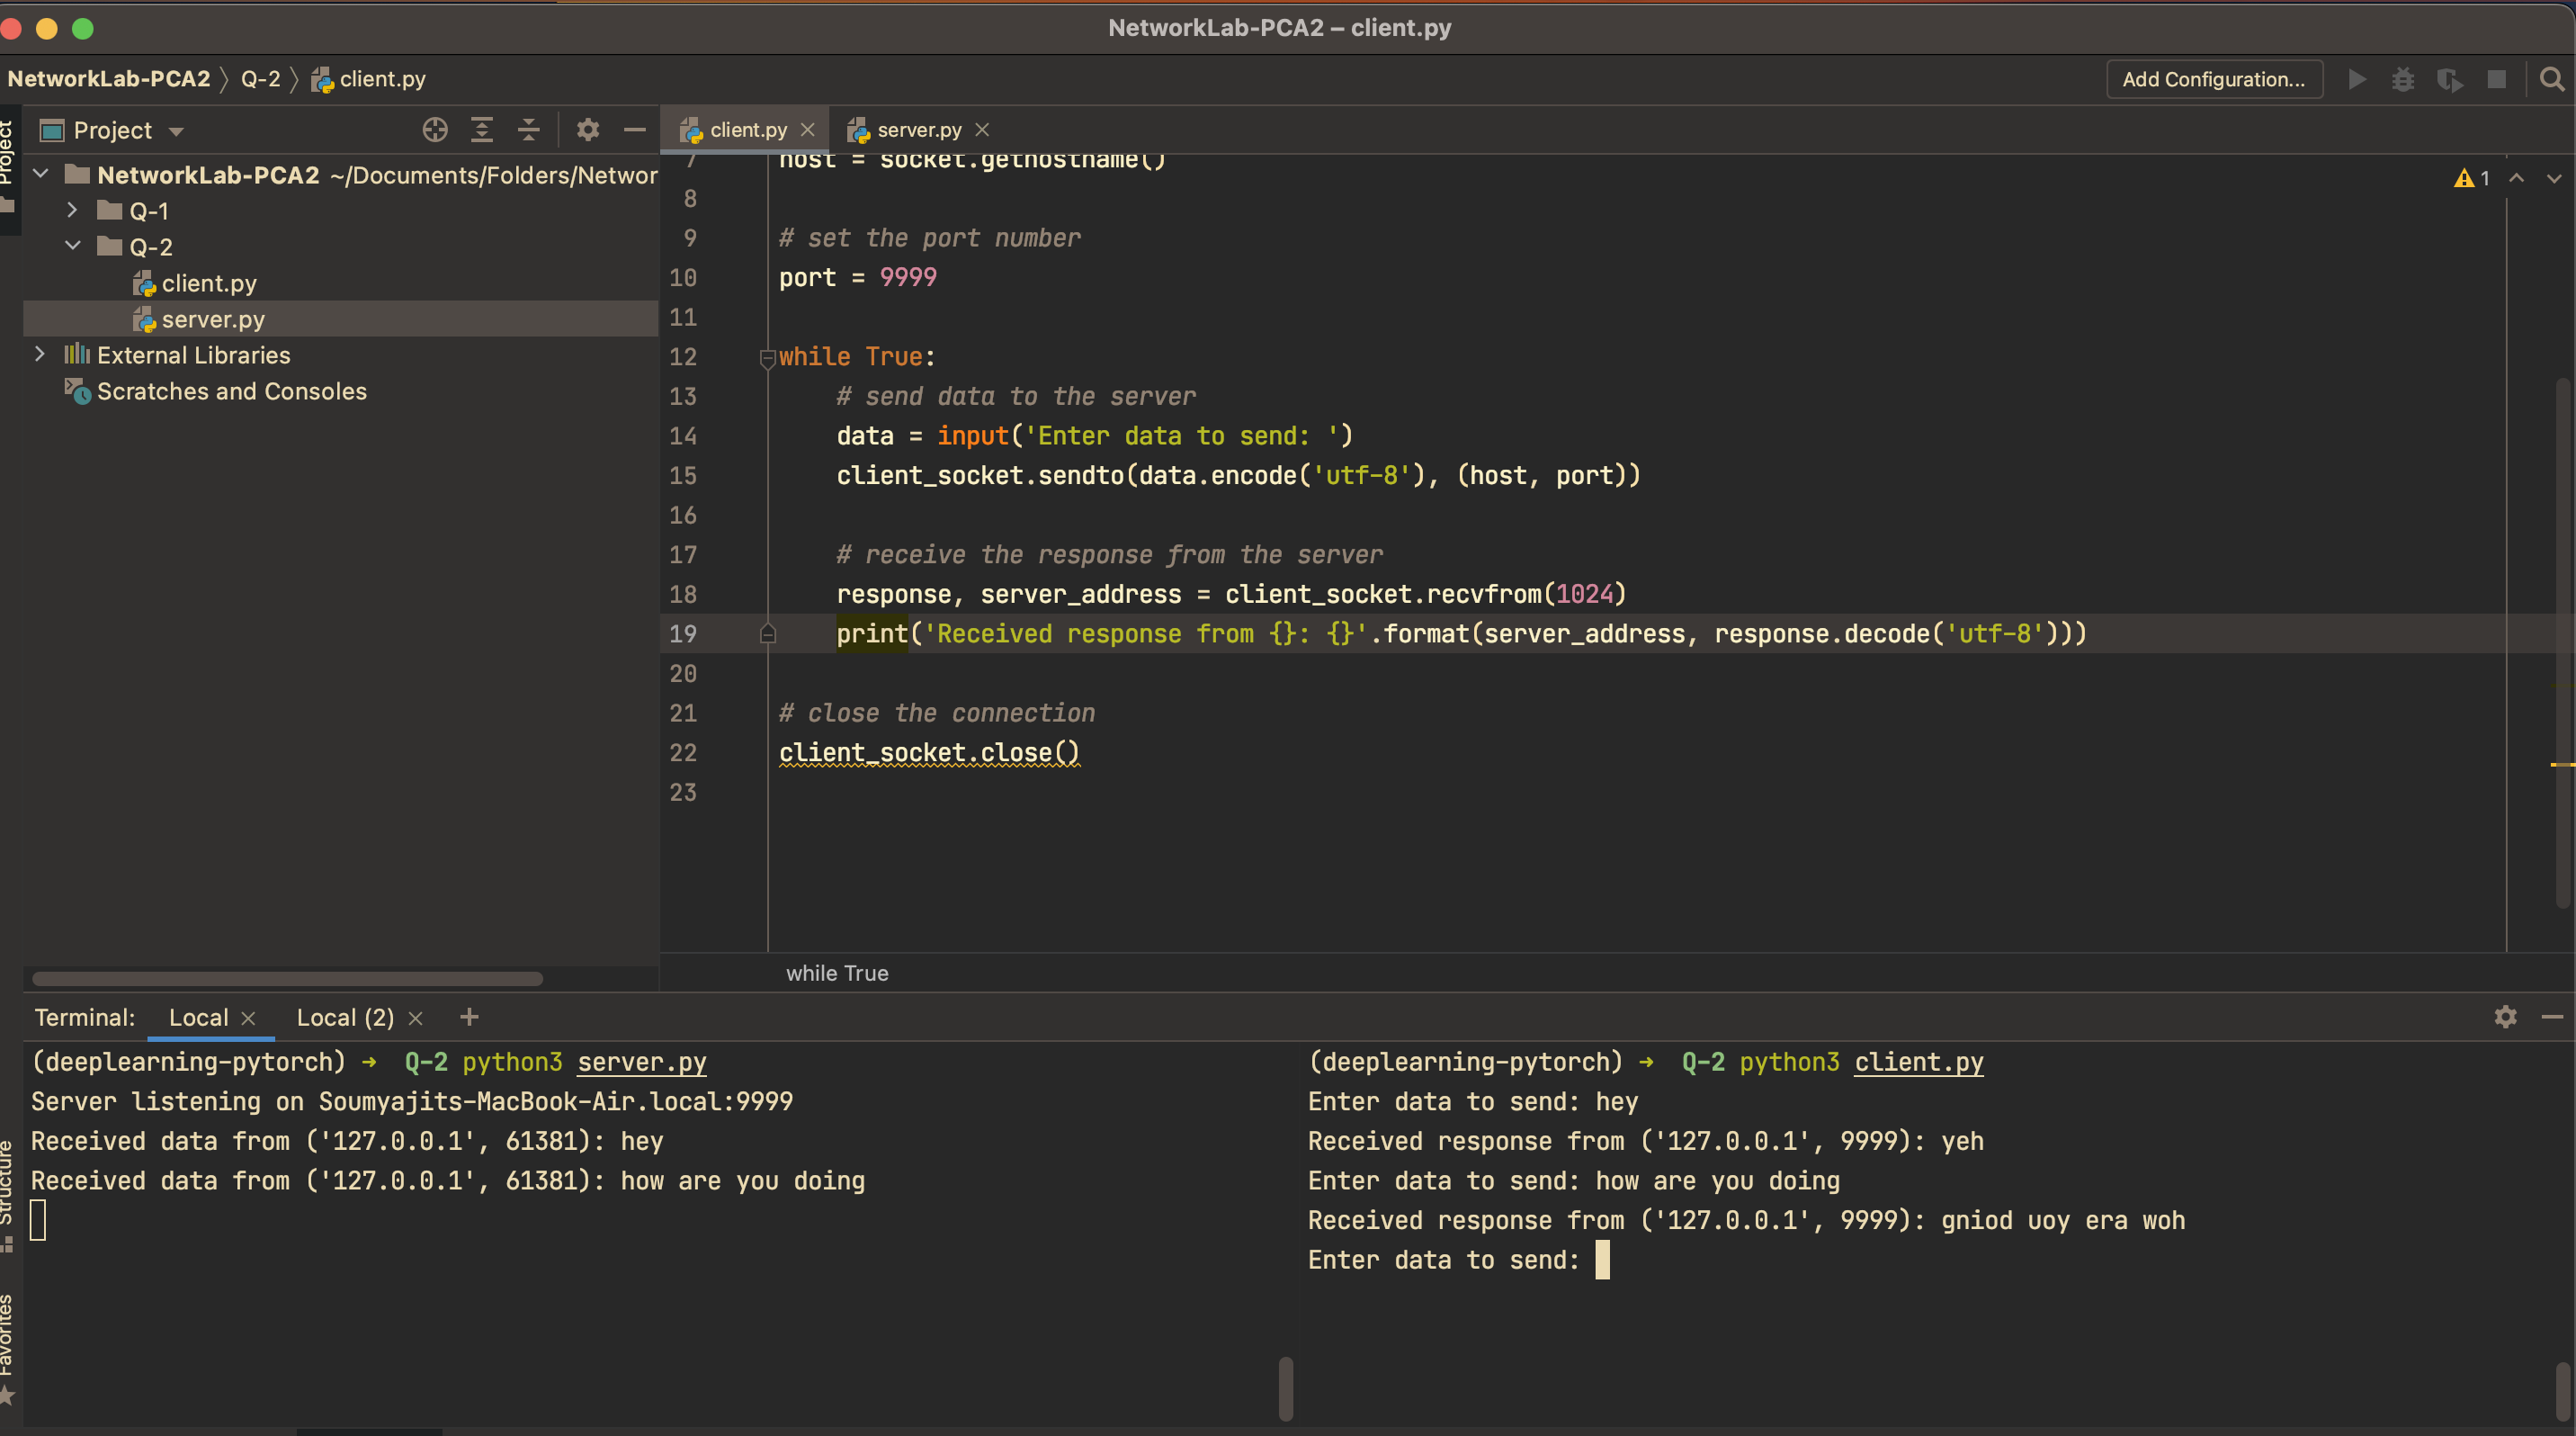 NetworkLab-PCA2 – client.py
NetworkLab-PCA2 Q-2 client.py
Add Configuration...
Project
Project
NetworkLab-PCA2 ~/Documents/Folders/Networ
Q-1
Q-2
client.py
server.py
External Libraries
Scratches and Consoles
client.py server.py
1
7 host = socket.gethostname()
8
9 # set the port number
10 port = 9999
11
12 while True:
13 # send data to the server
14 data = input('Enter data to send: ')
15 client_socket.sendto(data.encode('utf-8'), (host, port))
16
17 # receive the response from the server
18 response, server_address = client_socket.recvfrom(1024)
19 print('Received response from {}: {}'.format(server_address, response.decode('utf-8')))
20
21 # close the connection
22 client_socket.close()
23
while True
Terminal: Local Local (2)
(deeplearning-pytorch) → Q-2 python3 server.py
Server listening on Soumyajits-MacBook-Air.local:9999
Received data from ('127.0.0.1', 61381): hey
Received data from ('127.0.0.1', 61381): how are you doing
(deeplearning-pytorch) → Q-2 python3 client.py
Enter data to send: hey
Received response from ('127.0.0.1', 9999): yeh
Enter data to send: how are you doing
Received response from ('127.0.0.1', 9999): gniod uoy era woh
Enter data to send:
Structure
Favorites